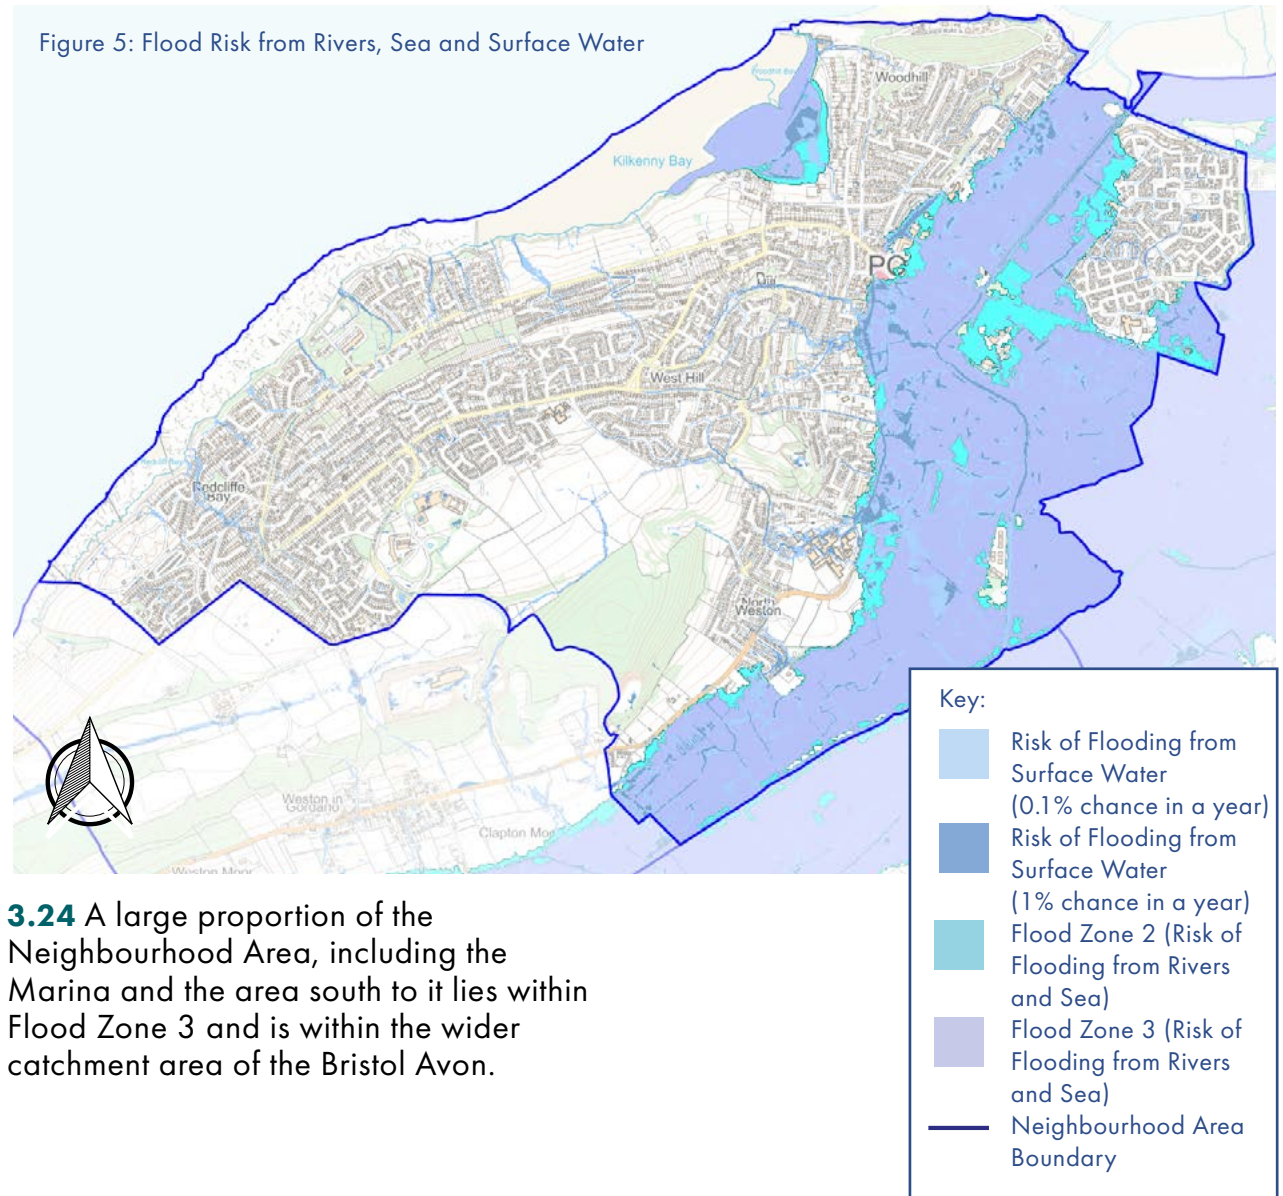 Figure 5: Flood Risk from Rivers, Sea and Surface Water
Woodhill Bay
Woodhill
Kilkenny Bay
PC
West Hill
Redcliffe
Bay
North
Weston
Weston in
Gordano
Clapton Moor
Weston Moor
Key:
Risk of Flooding from
Surface Water
(0.1% chance in a year)
Risk of Flooding from
Surface Water
(1% chance in a year)
Flood Zone 2 (Risk of
Flooding from Rivers
and Sea)
Flood Zone 3 (Risk of
Flooding from Rivers
and Sea)
Neighbourhood Area
Boundary
3.24 A large proportion of the
Neighbourhood Area, including the
Marina and the area south to it lies within
Flood Zone 3 and is within the wider
catchment area of the Bristol Avon.